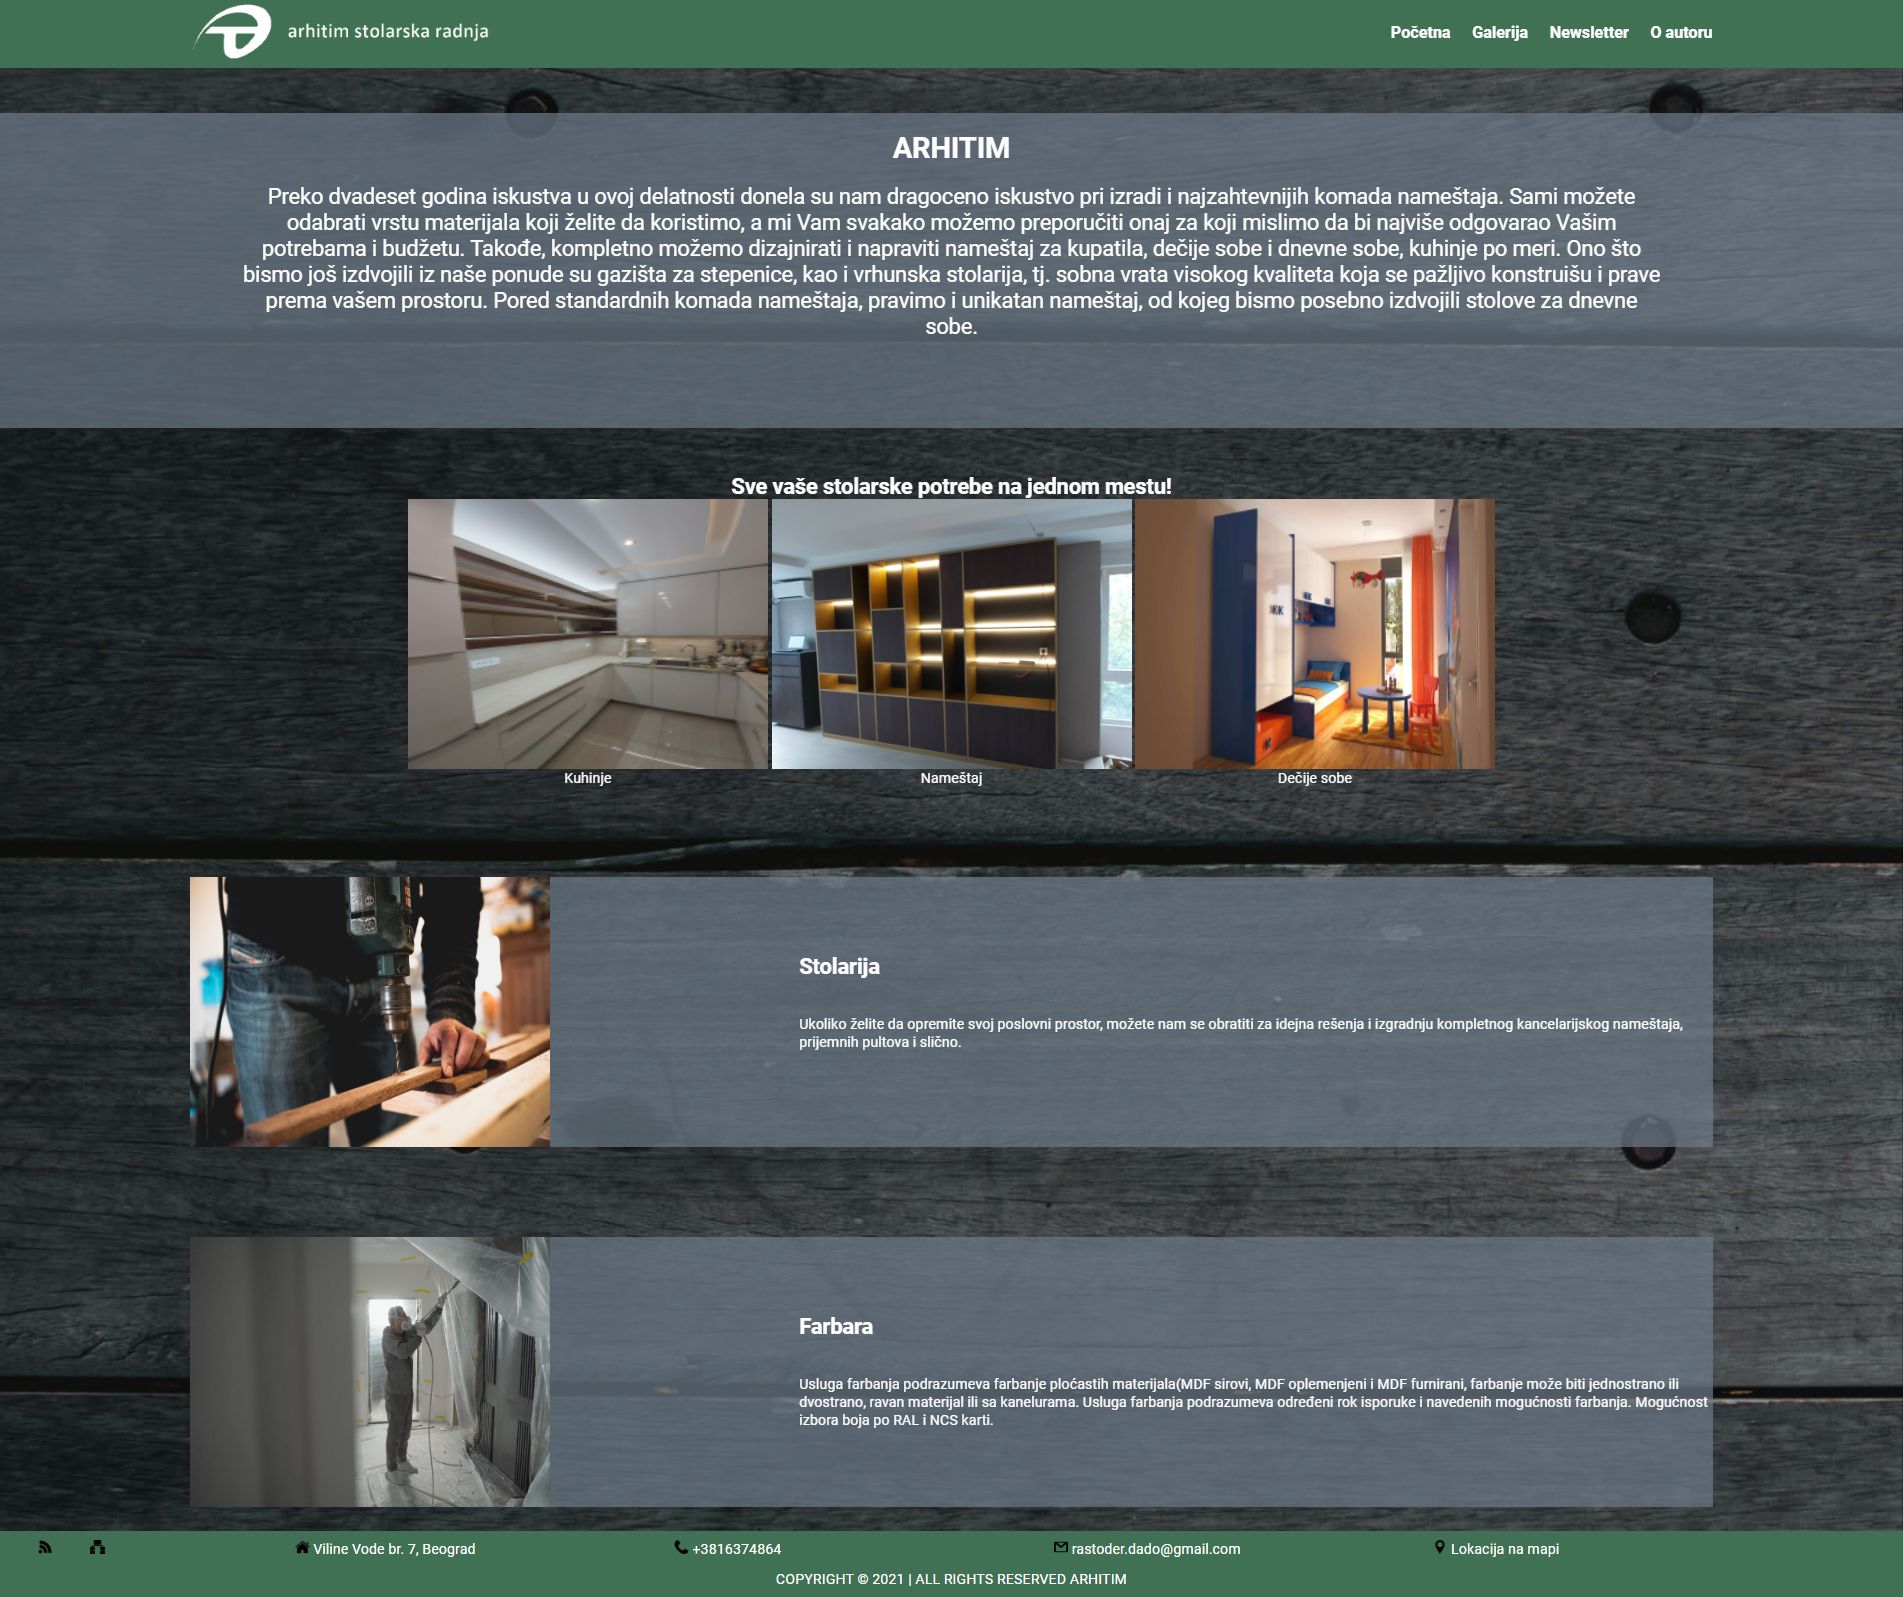 arhitim stolarska radnja
Početna Galerija Newsletter O autoru
ARHITIM
Preko dvadeset godina iskustva u ovoj delatnosti donela su nam dragoceno iskustvo pri izradi i najzahtevnijih komada nameštaja. Sami možete
odabrati vrstu materijala koji želite da koristimo, a mi Vam svakako možemo preporučiti onaj za koji mislimo da bi najviše odgovarao Vašim
potrebama i budžetu. Takođe, kompletno možemo dizajnirati i napraviti nameštaj za kupatila, dečije sobe i dnevne sobe, kuhinje po meri. Ono što
bismo još izdvojili iz naše ponude su gazišta za stepenice, kao i vrhunska stolarija, tj. sobna vrata visokog kvaliteta koja se pažljivo konstruišu i prave
prema vašem prostoru. Pored standardnih komada nameštaja, pravimo i unikatan nameštaj, od kojeg bismo posebno izdvojili stolove za dnevne
sobe.
Sve vaše stolarske potrebe na jednom mestu!
Kuhinje Nameštaj Dečije sobe
Stolarija
Ukoliko želite da opremite svoj poslovni prostor, možete nam se obratiti za idejna rešenja i izgradnju kompletnog kancelarijskog nameštaja,
prijemnih pultova i slično.
Farbara
Usluga farbanja podrazumeva farbanje ploćastih materijala(MDF sirovi, MDF oplemenjeni i MDF furnirani, farbanje može biti jednostrano ili
dvostrano, ravan materijal ili sa kanelurama. Usluga farbanja podrazumeva određeni rok isporuke i navedenih mogućnosti farbanja. Mogućnost
izbora boja po RAL i NCS karti.
Viline Vode br. 7, Beograd +3816374864 rastoder.dado@gmail.com Lokacija na mapi
COPYRIGHT © 2021 | ALL RIGHTS RESERVED ARHITIM